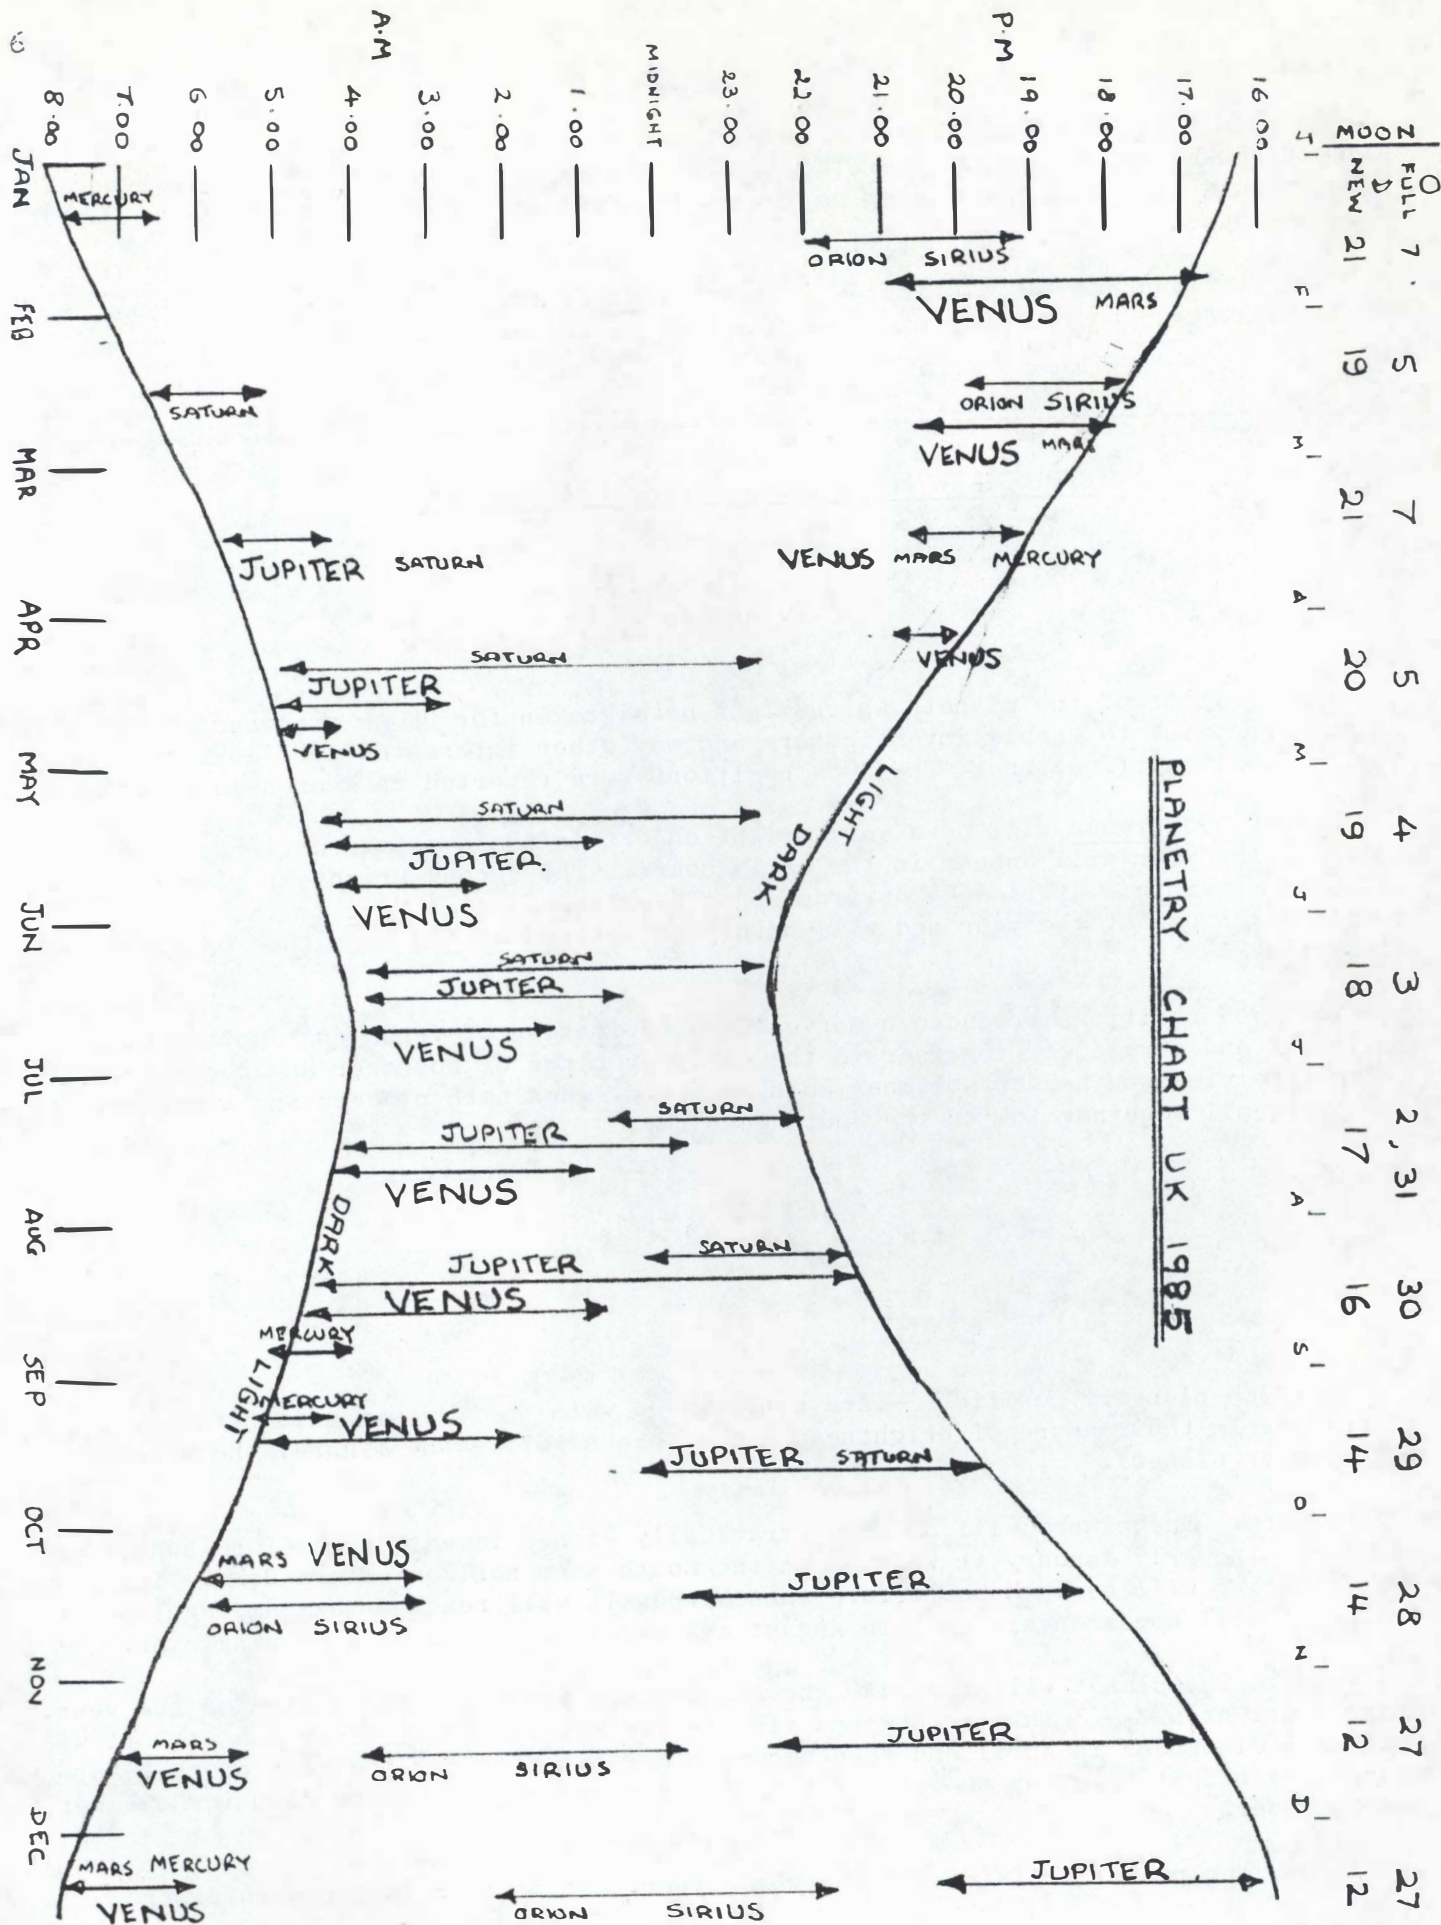 PLANETRY CHART UK 1985
MOON
FULL 7 5 7 5 4 3 2, 31 30 29 28 27 27
NEW 21 19 21 20 19 18 17 16 14 14 12 12
J F M A M J J A S O N D
P.M
A.M
16.00
17.00
18.00
19.00
20.00
21.00
22.00
23.00
MIDNIGHT
1.00
2.00
3.00
4.00
5.00
6.00
7.00
8.00
JAN
FEB
MAR
APR
MAY
JUN
JUL
AUG
SEP
OCT
NOV
DEC
MERCURY
ORION SIRIUS
VENUS MARS
SATURN
ORION SIRIUS
VENUS MARS
JUPITER SATURN
VENUS MARS MERCURY
VENUS
SATURN
JUPITER
VENUS
LIGHT
DARK
SATURN
JUPITER.
VENUS
SATURN
JUPITER
VENUS
SATURN
JUPITER
VENUS
DARK
LIGHT
SATURN
JUPITER
VENUS
MERCURY
MERCURY
VENUS
JUPITER SATURN
MARS VENUS
ORION SIRIUS
JUPITER
MARS
VENUS
ORION SIRIUS
JUPITER
MARS MERCURY
VENUS
ORION SIRIUS
JUPITER